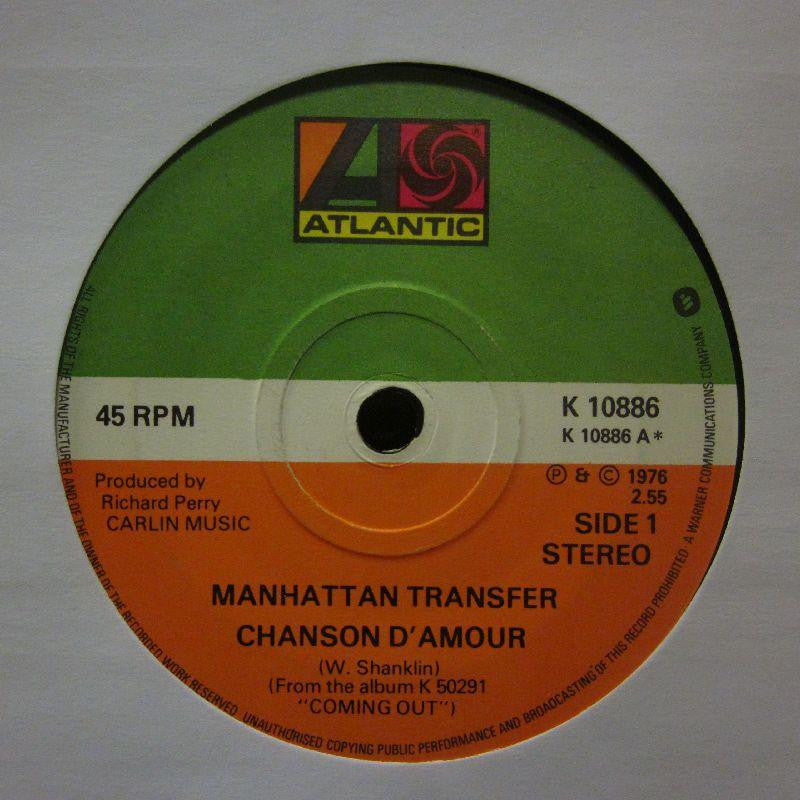 ATLANTIC
45 RPM
K 10886
K 10886 A*
Produced by
Richard Perry
CARLIN MUSIC
Ⓟ & © 1976
2.55
SIDE 1
STEREO
MANHATTAN TRANSFER
CHANSON D'AMOUR
(W. Shanklin)
(From the album K 50291
"COMING OUT")
ALL RIGHTS OF THE MANUFACTURER AND OF THE OWNER OF THE RECORDED WORK RESERVED. UNAUTHORISED COPYING PUBLIC PERFORMANCE AND BROADCASTING OF THIS RECORD PROHIBITED. A WARNER COMMUNICATIONS COMPANY